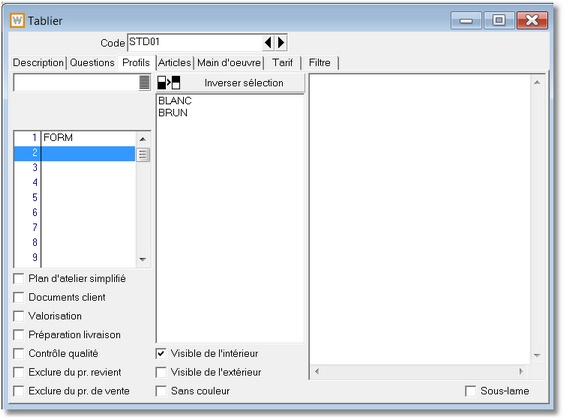 W Tablier
Code STD01
Description Questions Profils Articles Main d'oeuvre Tarif Filtre
Inverser sélection
BLANC
BRUN
1 FORM
2
3
4
5
6
7
8
9
Plan d'atelier simplifié
Documents client
Valorisation
Préparation livraison
Contrôle qualité
Exclure du pr. revient
Exclure du pr. de vente
Visible de l'intérieur
Visible de l'extérieur
Sans couleur
Sous-lame